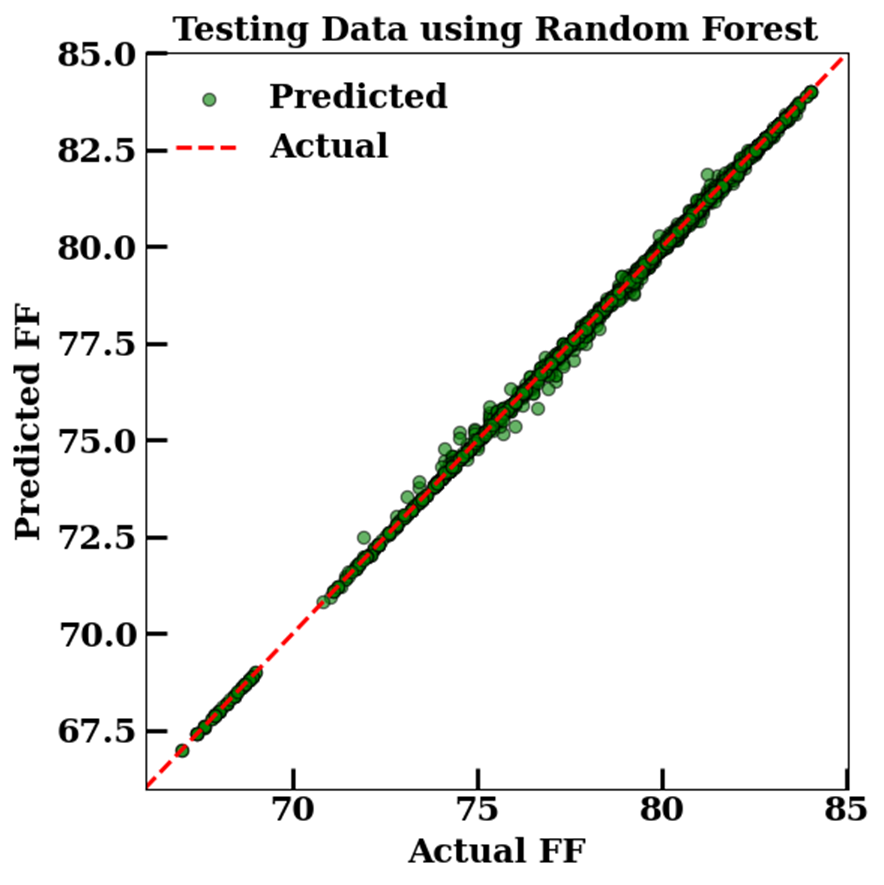 Testing Data using Random Forest
Predicted
Actual
85.0
82.5
80.0
77.5
75.0
72.5
70.0
67.5
Predicted FF
70
75
80
85
Actual FF